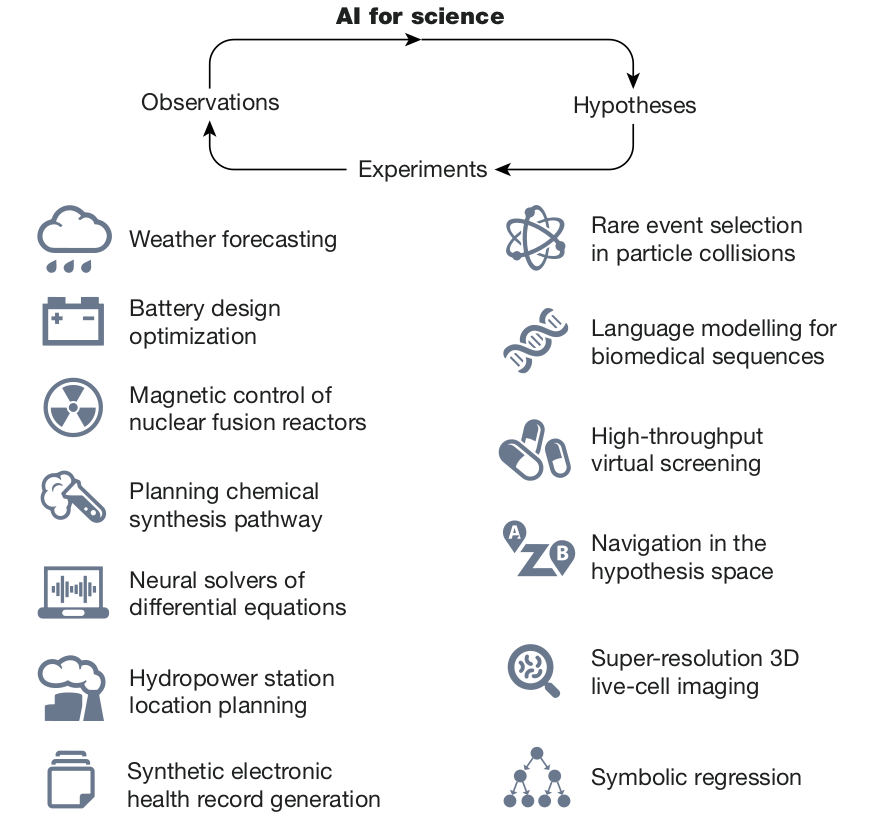 AI for science
Observations
Hypotheses
Experiments
Weather forecasting
Battery design
optimization
Magnetic control of
nuclear fusion reactors
Planning chemical
synthesis pathway
Neural solvers of
differential equations
Hydropower station
location planning
Synthetic electronic
health record generation
Rare event selection
in particle collisions
Language modelling for
biomedical sequences
High-throughput
virtual screening
A
B
Navigation in the
hypothesis space
Super-resolution 3D
live-cell imaging
Symbolic regression